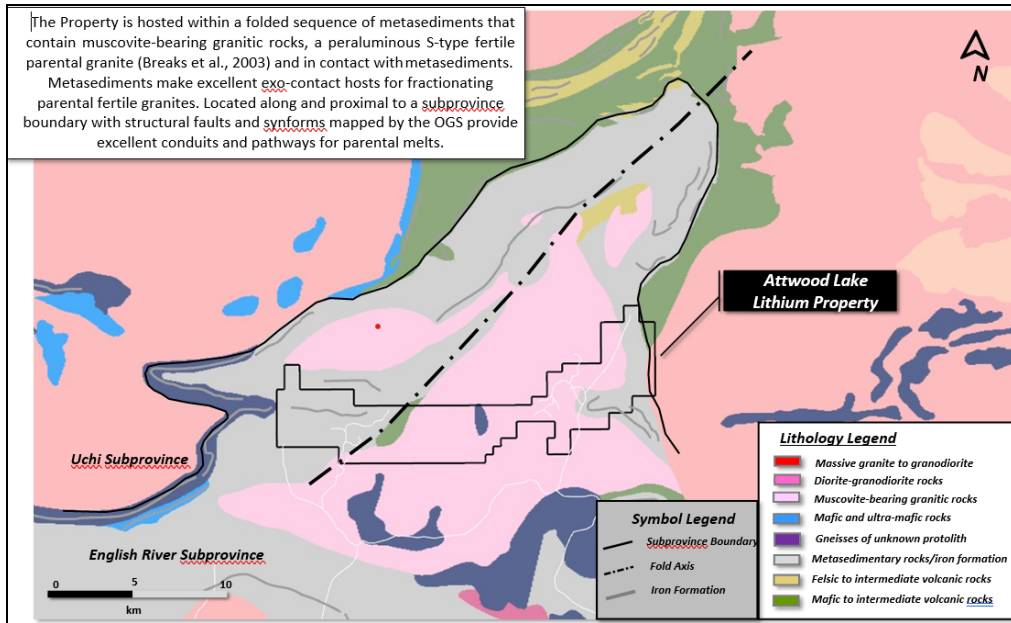 The Property is hosted within a folded sequence of metasediments that
contain muscovite-bearing granitic rocks, a peraluminous S-type fertile
parental granite (Breaks et al., 2003) and in contact with metasediments.
Metasediments make excellent exo-contact hosts for fractionating
parental fertile granites. Located along and proximal to a subprovince
boundary with structural faults and synforms mapped by the OGS provide
excellent conduits and pathways for parental melts.
N
Attwood Lake
Lithium Property
Uchi Subprovince
English River Subprovince
0 5 10
km
Symbol Legend
Subprovince Boundary
Fold Axis
Iron Formation
Lithology Legend
Massive granite to granodiorite
Diorite-granodiorite rocks
Muscovite-bearing granitic rocks
Mafic and ultra-mafic rocks
Gneisses of unknown protolith
Metasedimentary rocks/iron formation
Felsic to intermediate volcanic rocks
Mafic to intermediate volcanic rocks